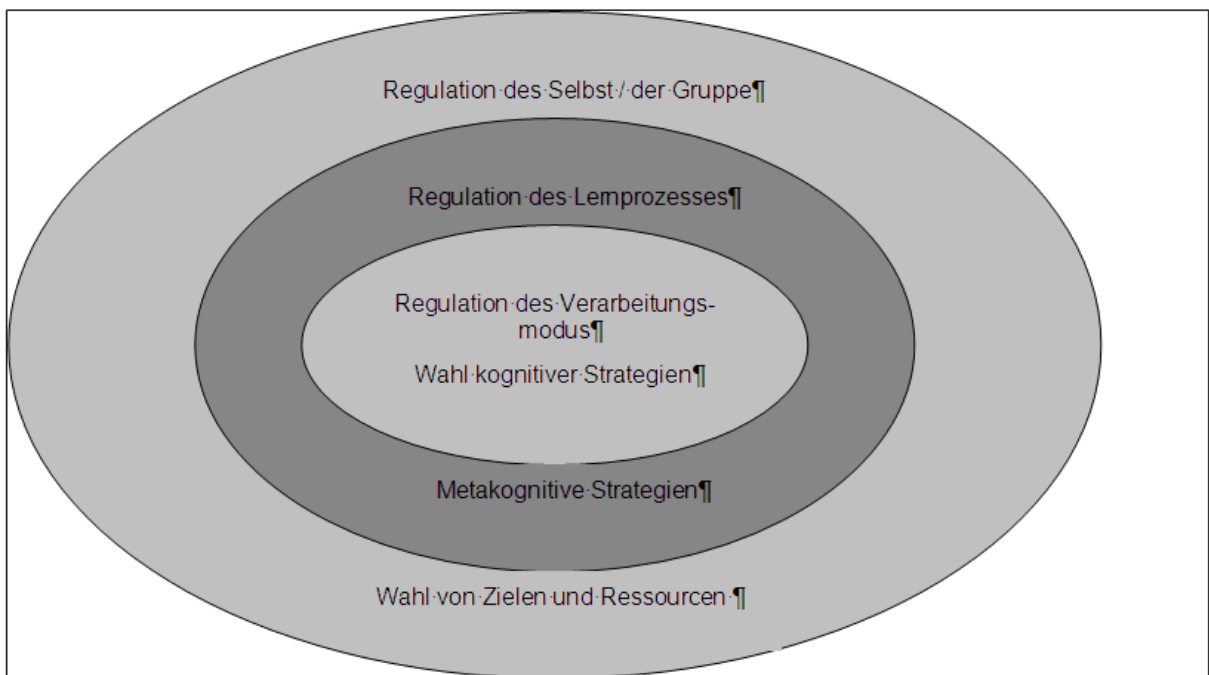 Regulation·des·Selbst·/·der·Gruppe¶
Regulation·des·Lernprozesses¶
Regulation·des·Verarbeitungs-
modus¶
Wahl·kognitiver·Strategien¶
Metakognitive·Strategien¶
Wahl·von·Zielen·und·Ressourcen·¶